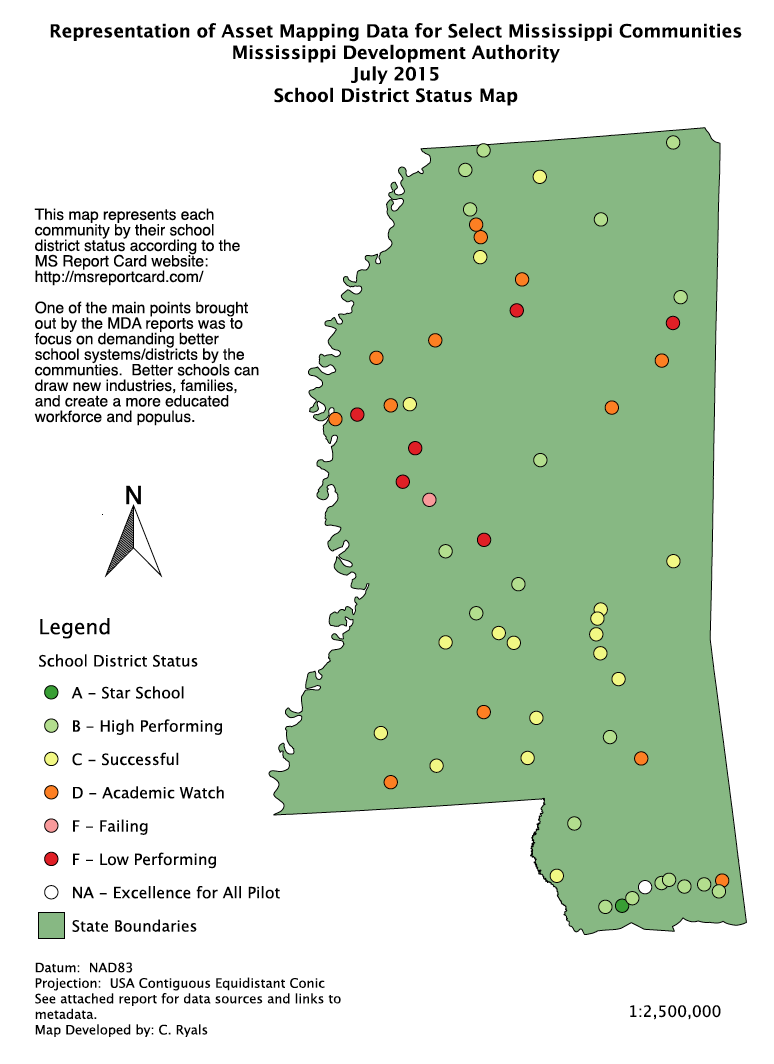 Representation of Asset Mapping Data for Select Mississippi Communities
Mississippi Development Authority
July 2015
School District Status Map
This map represents each
community by their school
district status according to the
MS Report Card website:
http://msreportcard.com/
One of the main points brought
out by the MDA reports was to
focus on demanding better
school systems/districts by the
communties.  Better schools can
draw new industries, families,
and create a more educated
workforce and populus.
N
Legend
School District Status
A – Star School
B – High Performing
C – Successful
D – Academic Watch
F – Failing
F – Low Performing
NA – Excellence for All Pilot
State Boundaries
Datum:  NAD83
Projection:  USA Contiguous Equidistant Conic
See attached report for data sources and links to
metadata.
Map Developed by: C. Ryals
1:2,500,000